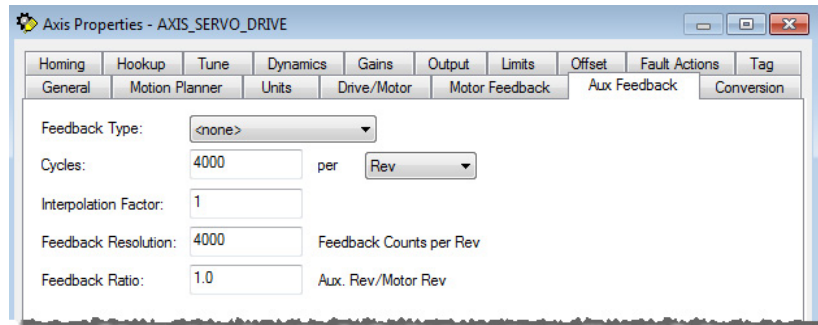 Axis Properties - AXIS_SERVO_DRIVE
Homing Hookup Tune Dynamics Gains Output Limits Offset Fault Actions Tag
General Motion Planner Units Drive/Motor Motor Feedback Aux Feedback Conversion
Feedback Type: <none>
Cycles: 4000 per Rev
Interpolation Factor: 1
Feedback Resolution: 4000 Feedback Counts per Rev
Feedback Ratio: 1.0 Aux. Rev/Motor Rev